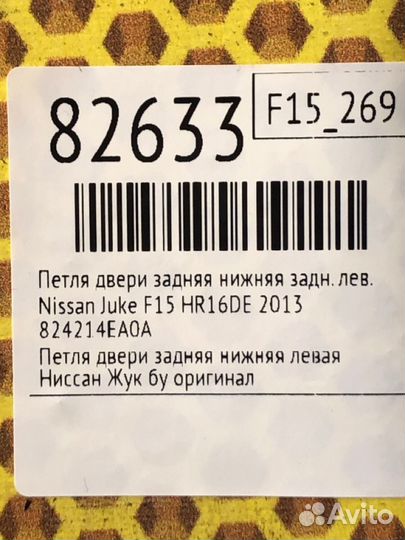 82633
F15_269
Петля двери задняя нижняя задн. лев.
Nissan Juke F15 HR16DE 2013
824214EA0A
Петля двери задняя нижняя левая
Ниссан Жук бу оригинал
Avito